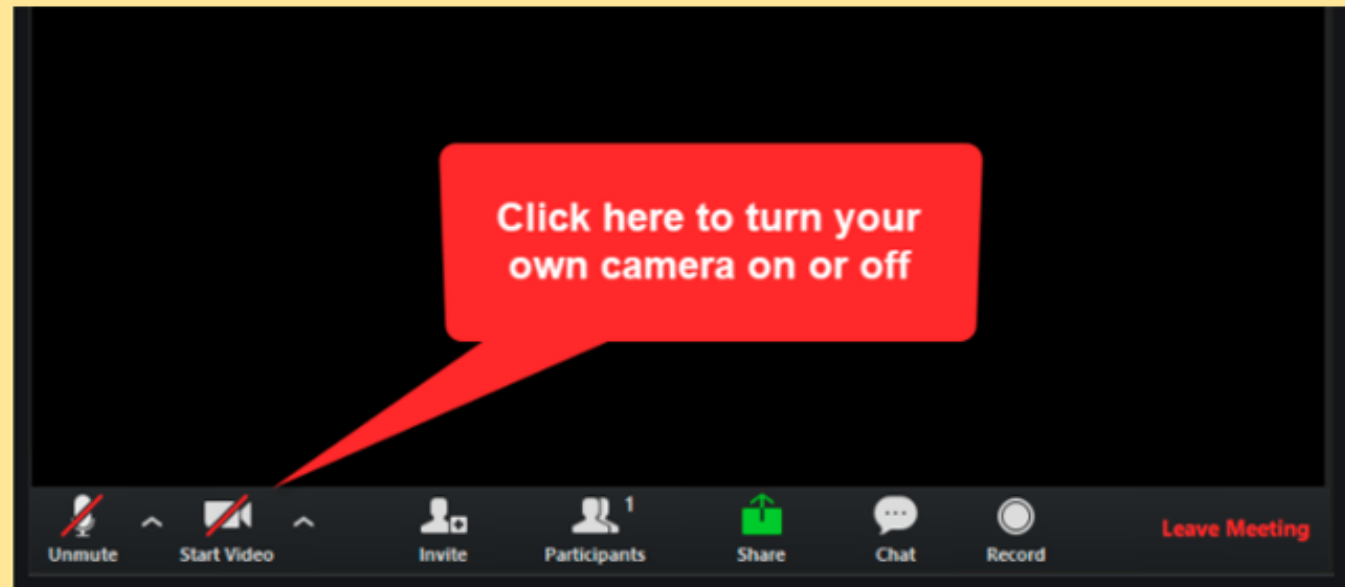 Click here to turn your
own camera on or off
1
Unmute
Start Video
Invite
Participants
Share
Chat
Record
Leave Meeting